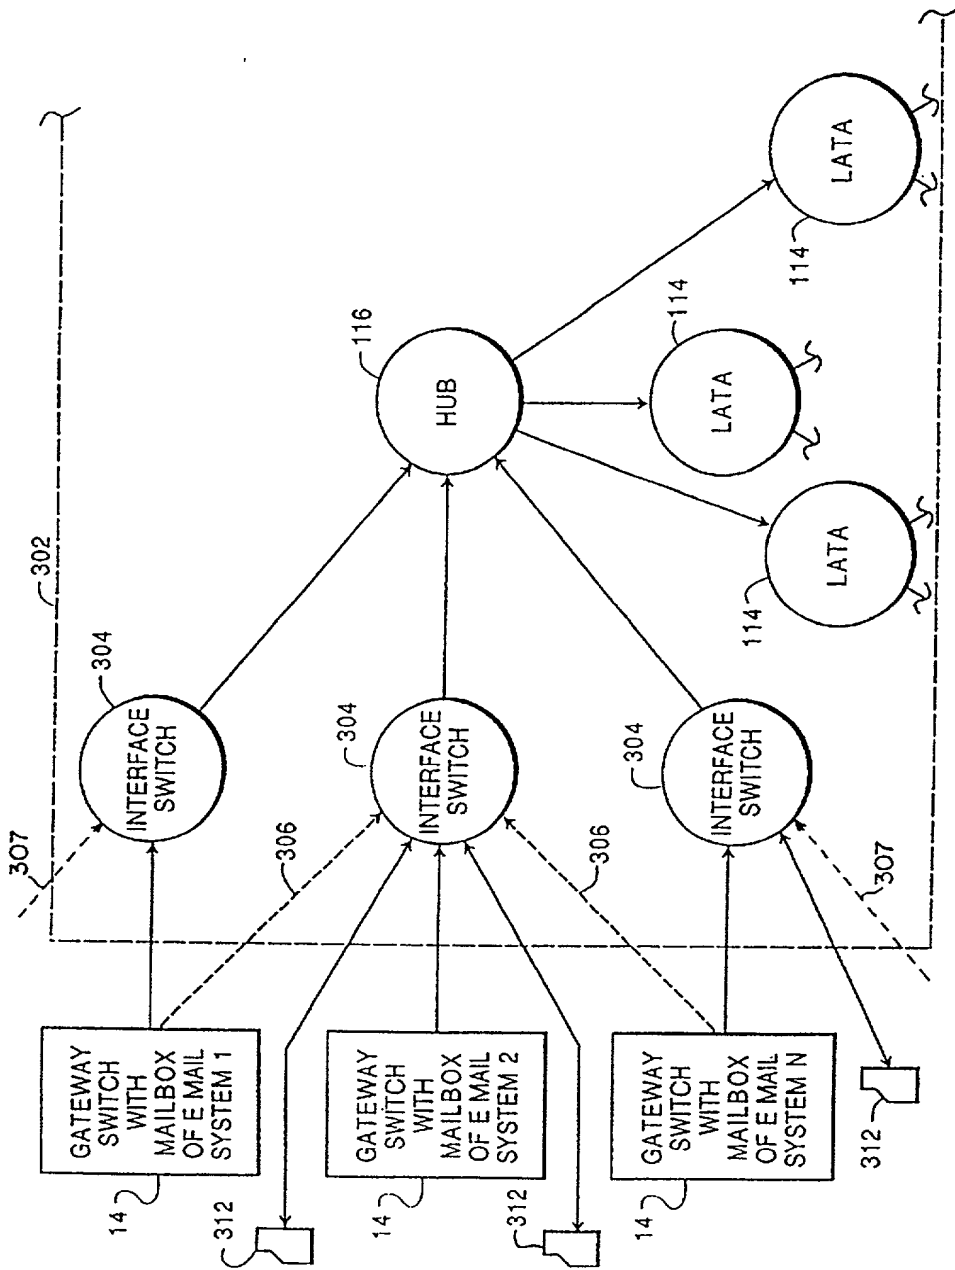 302
307
304
INTERFACE
SWITCH
GATEWAY
SWITCH
WITH
MAILBOX
OF E MAIL
SYSTEM 1
14
312
306
304
INTERFACE
SWITCH
116
HUB
GATEWAY
SWITCH
WITH
MAILBOX
OF E MAIL
SYSTEM 2
14
312
306
304
INTERFACE
SWITCH
114
LATA
GATEWAY
SWITCH
WITH
MAILBOX
OF E MAIL
SYSTEM N
14
307
312
114
LATA
114
LATA